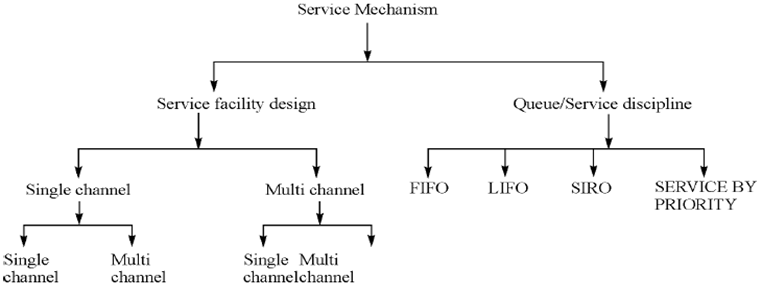 Service Mechanism
Service facility design
Queue/Service discipline
Single channel
Multi channel
FIFO
LIFO
SIRO
SERVICE BY
PRIORITY
Single
channel
Multi
channel
Single
channel
Multi
channel